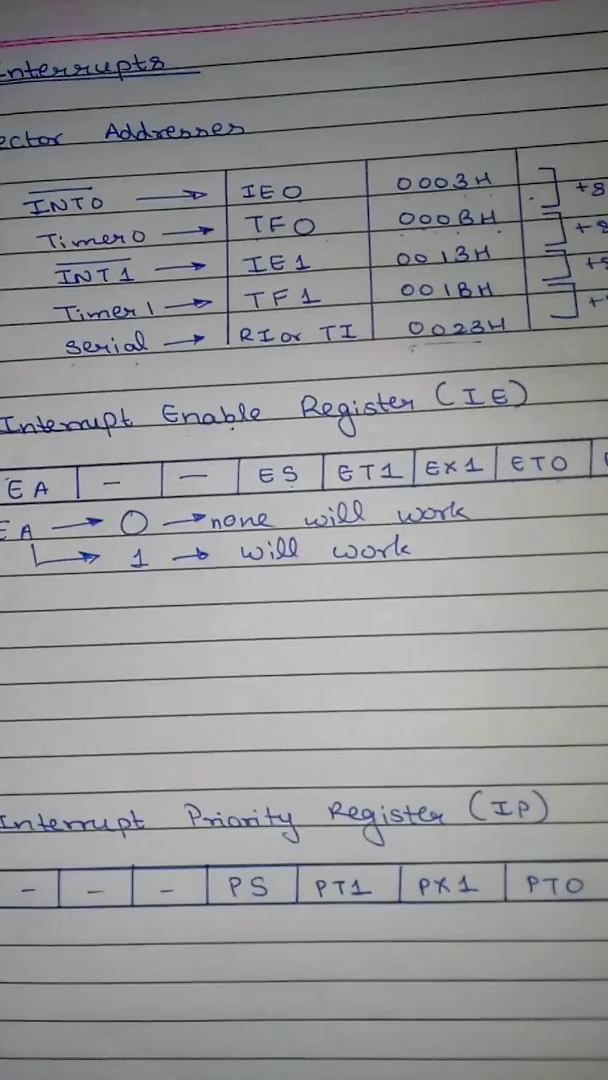 Interrupts
ector Addresses
INT0 → IE0 0003H +8
Timer0 → TF0 000BH +8
INT1 → IE1 0013H +8
Timer1 → TF1 001BH
Serial → RI or TI 0023H
Interrupt Enable Register (IE)
EA - - ES ET1 EX1 ET0
EA → 0 → none will work
→ 1 → will work
Interrupt Priority Register (IP)
- - - PS PT1 PX1 PT0